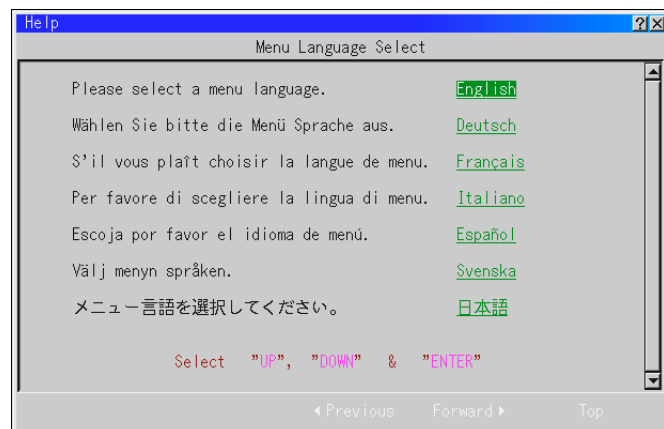 Help ? ×
Menu Language Select
Please select a menu language. English
Wählen Sie bitte die Menü Sprache aus. Deutsch
S'il vous plaît choisir la langue de menu. Français
Per favore di scegliere la lingua di menu. Italiano
Escoja por favor el idioma de menú. Español
Välj menyn språken. Svenska
メニュー言語を選択してください。 日本語
Select "UP", "DOWN" & "ENTER"
Previous Forward Top